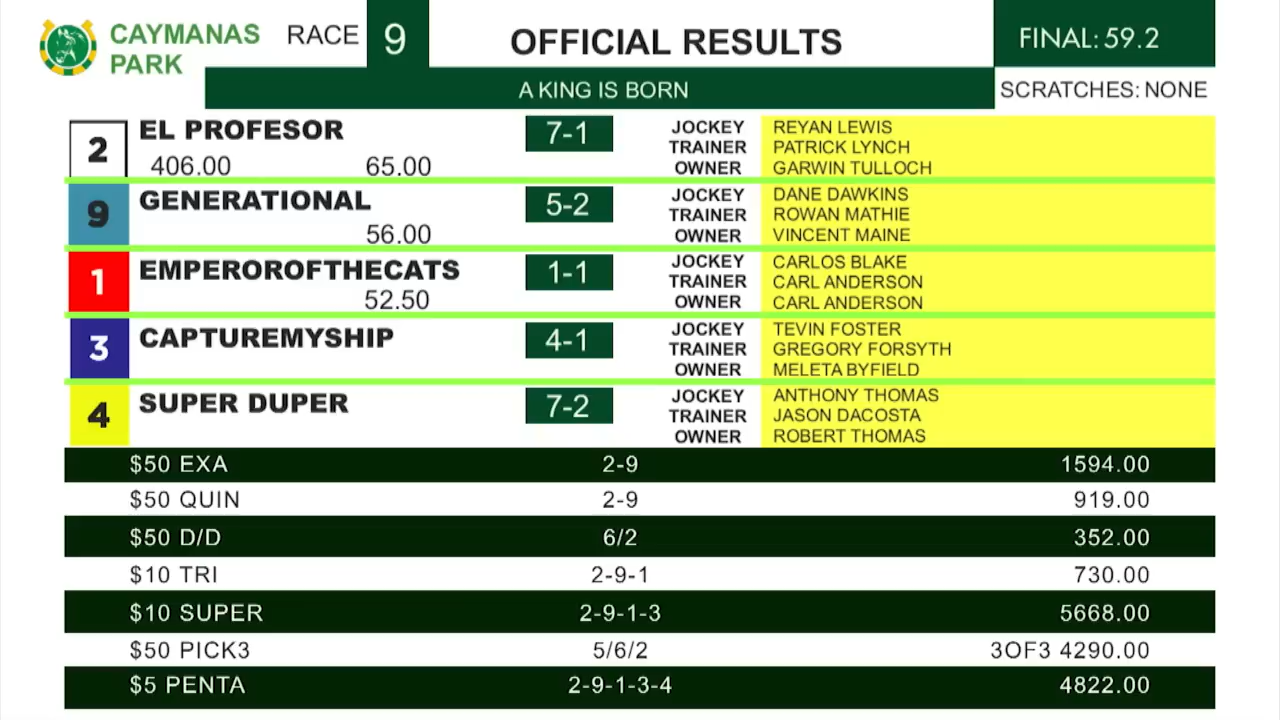 CAYMANAS PARK RACE 9 OFFICIAL RESULTS FINAL: 59.2
A KING IS BORN SCRATCHES: NONE
2 EL PROFESOR 7-1 JOCKEY REYAN LEWIS
TRAINER PATRICK LYNCH
406.00 65.00 OWNER GARWIN TULLOCH
9 GENERATIONAL 5-2 JOCKEY DANE DAWKINS
TRAINER ROWAN MATHIE
56.00 OWNER VINCENT MAINE
1 EMPEROROFTHECATS 1-1 JOCKEY CARLOS BLAKE
TRAINER CARL ANDERSON
52.50 OWNER CARL ANDERSON
3 CAPTUREMYSHIP 4-1 JOCKEY TEVIN FOSTER
TRAINER GREGORY FORSYTH
OWNER MELETA BYFIELD
4 SUPER DUPER 7-2 JOCKEY ANTHONY THOMAS
TRAINER JASON DACOSTA
OWNER ROBERT THOMAS
$50 EXA 2-9 1594.00
$50 QUIN 2-9 919.00
$50 D/D 6/2 352.00
$10 TRI 2-9-1 730.00
$10 SUPER 2-9-1-3 5668.00
$50 PICK3 5/6/2 3OF3 4290.00
$5 PENTA 2-9-1-3-4 4822.00